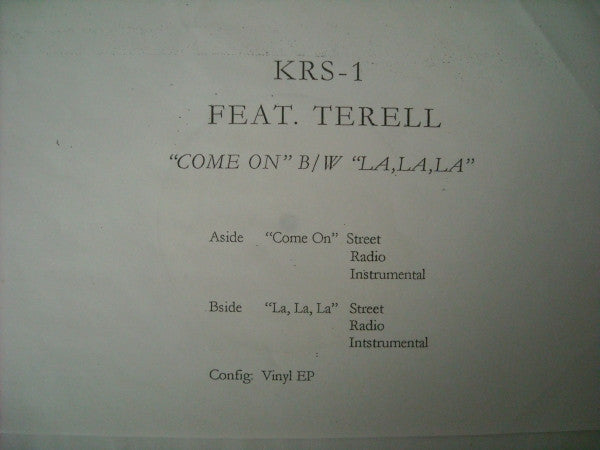 KRS-1
FEAT. TERELL
“COME ON” B/W “LA,LA,LA”
Aside “Come On” Street
Radio
Instrumental
Bside “La, La, La” Street
Radio
Intstrumental
Config: Vinyl EP